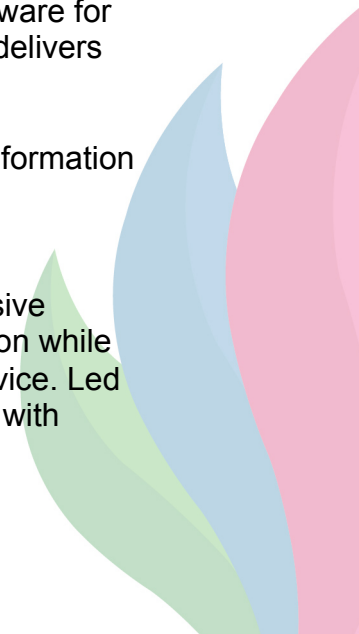 ware for
delivers
formation
sive
on while
vice. Led
with